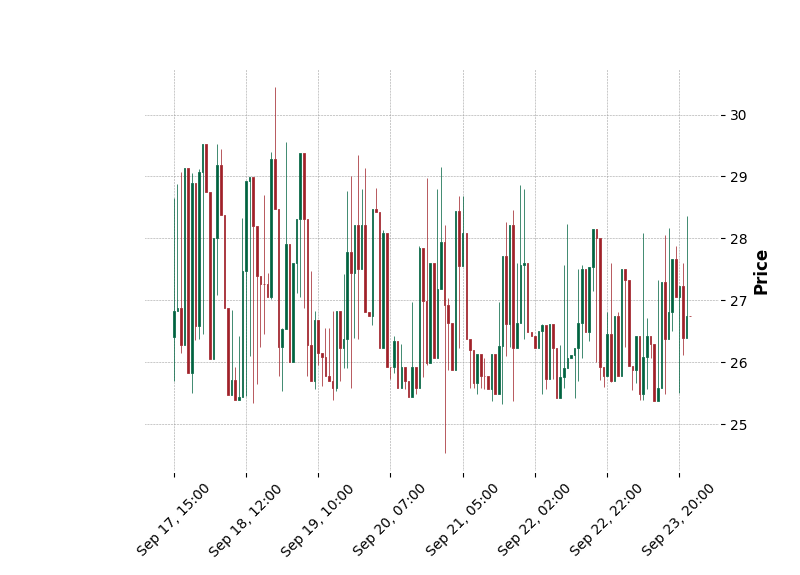 30
29
28
27
26
25
Price
Sep 17, 15:00
Sep 18, 12:00
Sep 19, 10:00
Sep 20, 07:00
Sep 21, 05:00
Sep 22, 02:00
Sep 22, 22:00
Sep 23, 20:00